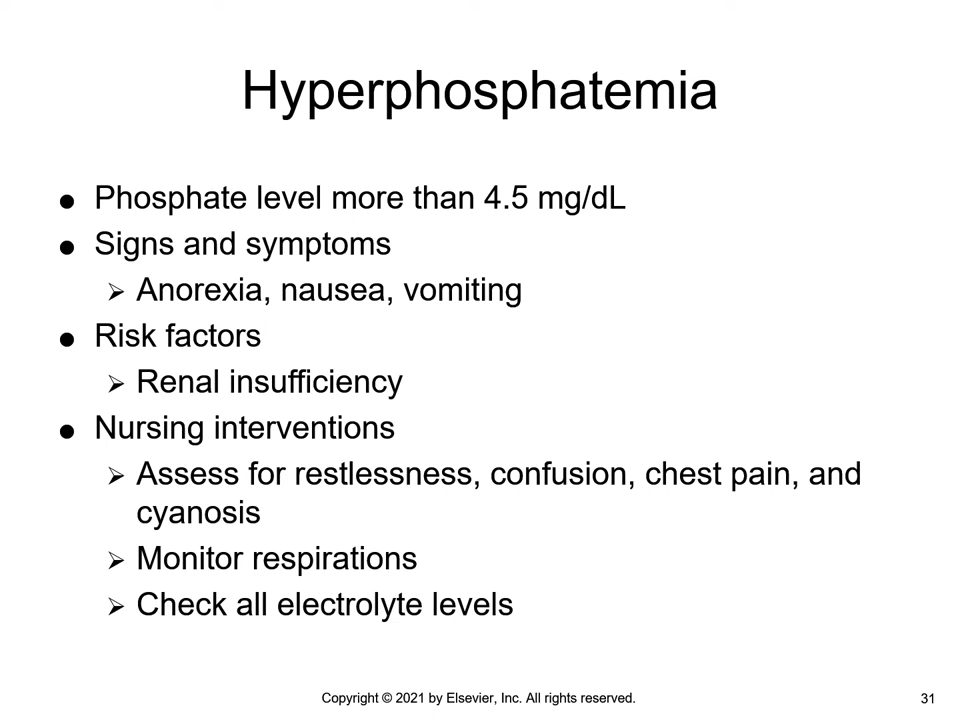 Hyperphosphatemia
● Phosphate level more than 4.5 mg/dL
● Signs and symptoms
➢ Anorexia, nausea, vomiting
● Risk factors
➢ Renal insufficiency
● Nursing interventions
➢ Assess for restlessness, confusion, chest pain, and
cyanosis
➢ Monitor respirations
➢ Check all electrolyte levels
Copyright © 2021 by Elsevier, Inc. All rights reserved.
31